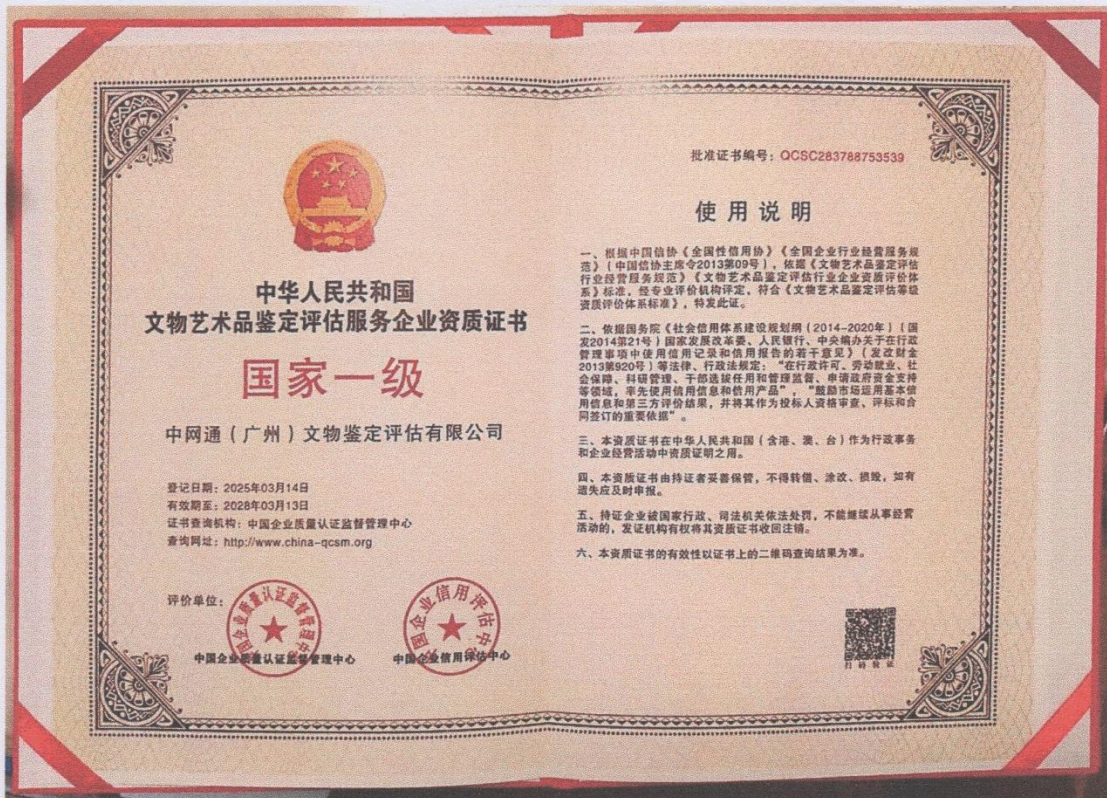 中华人民共和国
文物艺术品鉴定评估服务企业资质证书
国家一级
中网通（广州）文物鉴定评估有限公司
登记日期：2025年03月14日
有效期至：2028年03月13日
证书查询机构：中国企业质量认证监督管理中心
查询网址：http://www.china-qcsm.org
评价单位：
中国企业质量认证监督管理中心
中国企业质量认证监督管理中心
中国企业信用评估中心
中国企业信用评估中心
批准证书编号：QCSC283788753539
使用说明
一、根据中国信协《全国性信用协》《全国企业行业经营服务规
范》（中国信协主席令2013第09号），依据《文物艺术品鉴定评估
行业经营服务规范》《文物艺术品鉴定评估行业企业资质评价体
系》标准，经专业评价机构评定，符合《文物艺术品鉴定评估等级
资质评价体系标准》，特发此证。
二、依据国务院《社会信用体系建设规划纲（2014-2020年）（国
发2014第21号）国家发展改革委、人民银行、中央编办关于在行政
管理事项中使用信用记录和信用报告的若干意见》（发改财金
2013第920号）等法律、行政法规定：“在行政许可、劳动就业、社
会保障、科研管理、干部选拔任用和管理监督、申请政府资金支持
等领域，率先使用信用信息和信用产品”，“鼓励市场运用基本信
用信息和第三方评价结果，并将其作为投标人资格审查、评标和合
同签订的重要依据”。
三、本资质证书在中华人民共和国（含港、澳、台）作为行政事务
和企业经营活动中资质证明之用。
四、本资质证书由持证者妥善保管，不得转借、涂改、损毁，如有
遗失应及时申报。
五、持证企业被国家行政、司法机关依法处罚，不能继续从事经营
活动的，发证机构有权将其资质证书收回注销。
六、本资质证书的有效性以证书上的二维码查询结果为准。
扫码验证